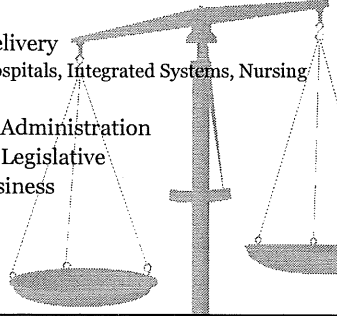 elivery
ospitals, Integrated Systems, Nursing
Administration
Legislative
siness